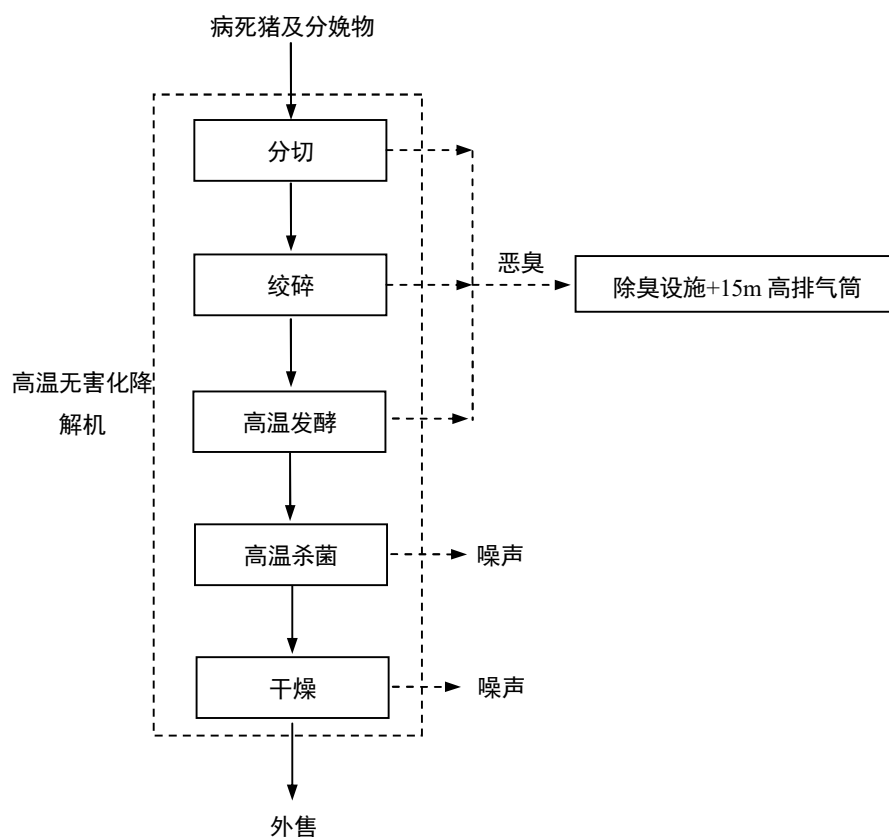 病死猪及分娩物
分切
恶臭
绞碎
除臭设施+15m 高排气筒
高温无害化降
解机
高温发酵
高温杀菌
噪声
干燥
噪声
外售